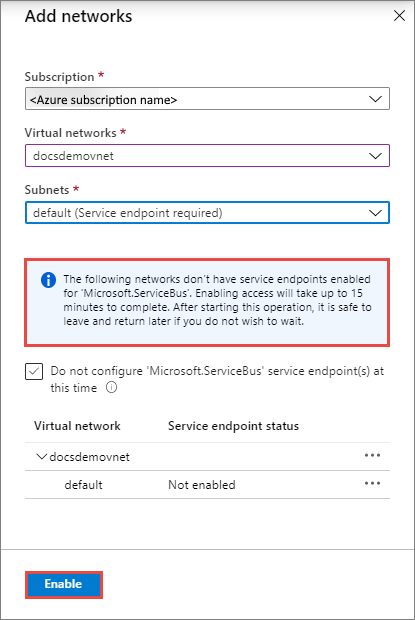 Add networks
Subscription *
<Azure subscription name>
Virtual networks *
docsdemovnet
Subnets *
default (Service endpoint required)
The following networks don't have service endpoints enabled
for 'Microsoft.ServiceBus'. Enabling access will take up to 15
minutes to complete. After starting this operation, it is safe to
leave and return later if you do not wish to wait.
Do not configure 'Microsoft.ServiceBus' service endpoint(s) at
this time
Virtual network Service endpoint status
docsdemovnet
default Not enabled
Enable